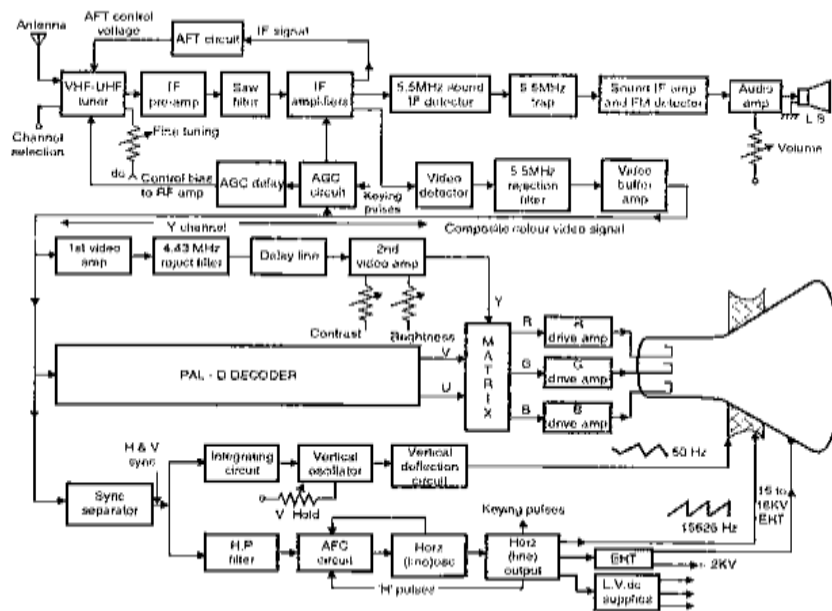 AFT control
voltage
Antenna
AFT circuit
IF signal
VHF-UHF
tuner
IF
pre-amp
Saw
filter
IF
amplifiers
5.5MHz sound
IF detector
5.5MHz
trap
Sound IF amp
and FM detector
Audio
amp
L S
Channel
selection
Fine tuning
dc
Volume
Control bias
to RF amp
AGC delay
AGC
circuit
Keying
pulses
Video
detector
5.5MHz
rejection
filter
Video
buffer
amp
Y channel
Composite colour video signal
1st video
amp
4.43 MHz
reject filter
Delay line
2nd
video amp
Contrast
Brightness
Y
V
U
PAL - D DECODER
MATRIX
R
G
B
R
drive amp
G
drive amp
B
drive amp
H & V
sync
Sync
separator
Integrating
circuit
Vertical
oscillator
Vertical
deflection
circuit
50 Hz
V Hold
15 to
18KV
EHT
15625 Hz
Keying pulses
H.P
filter
AFC
circuit
Horz
(line)osc
Horz
(line)
output
EHT
2KV
'H' pulses
L.V.dc
supplies